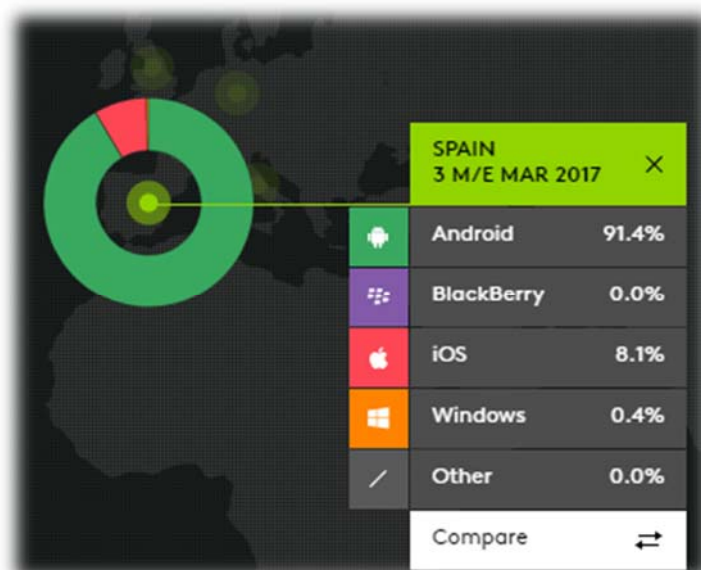 SPAIN
3 M/E MAR 2017
Android 91.4%
BlackBerry 0.0%
iOS 8.1%
Windows 0.4%
Other 0.0%
Compare